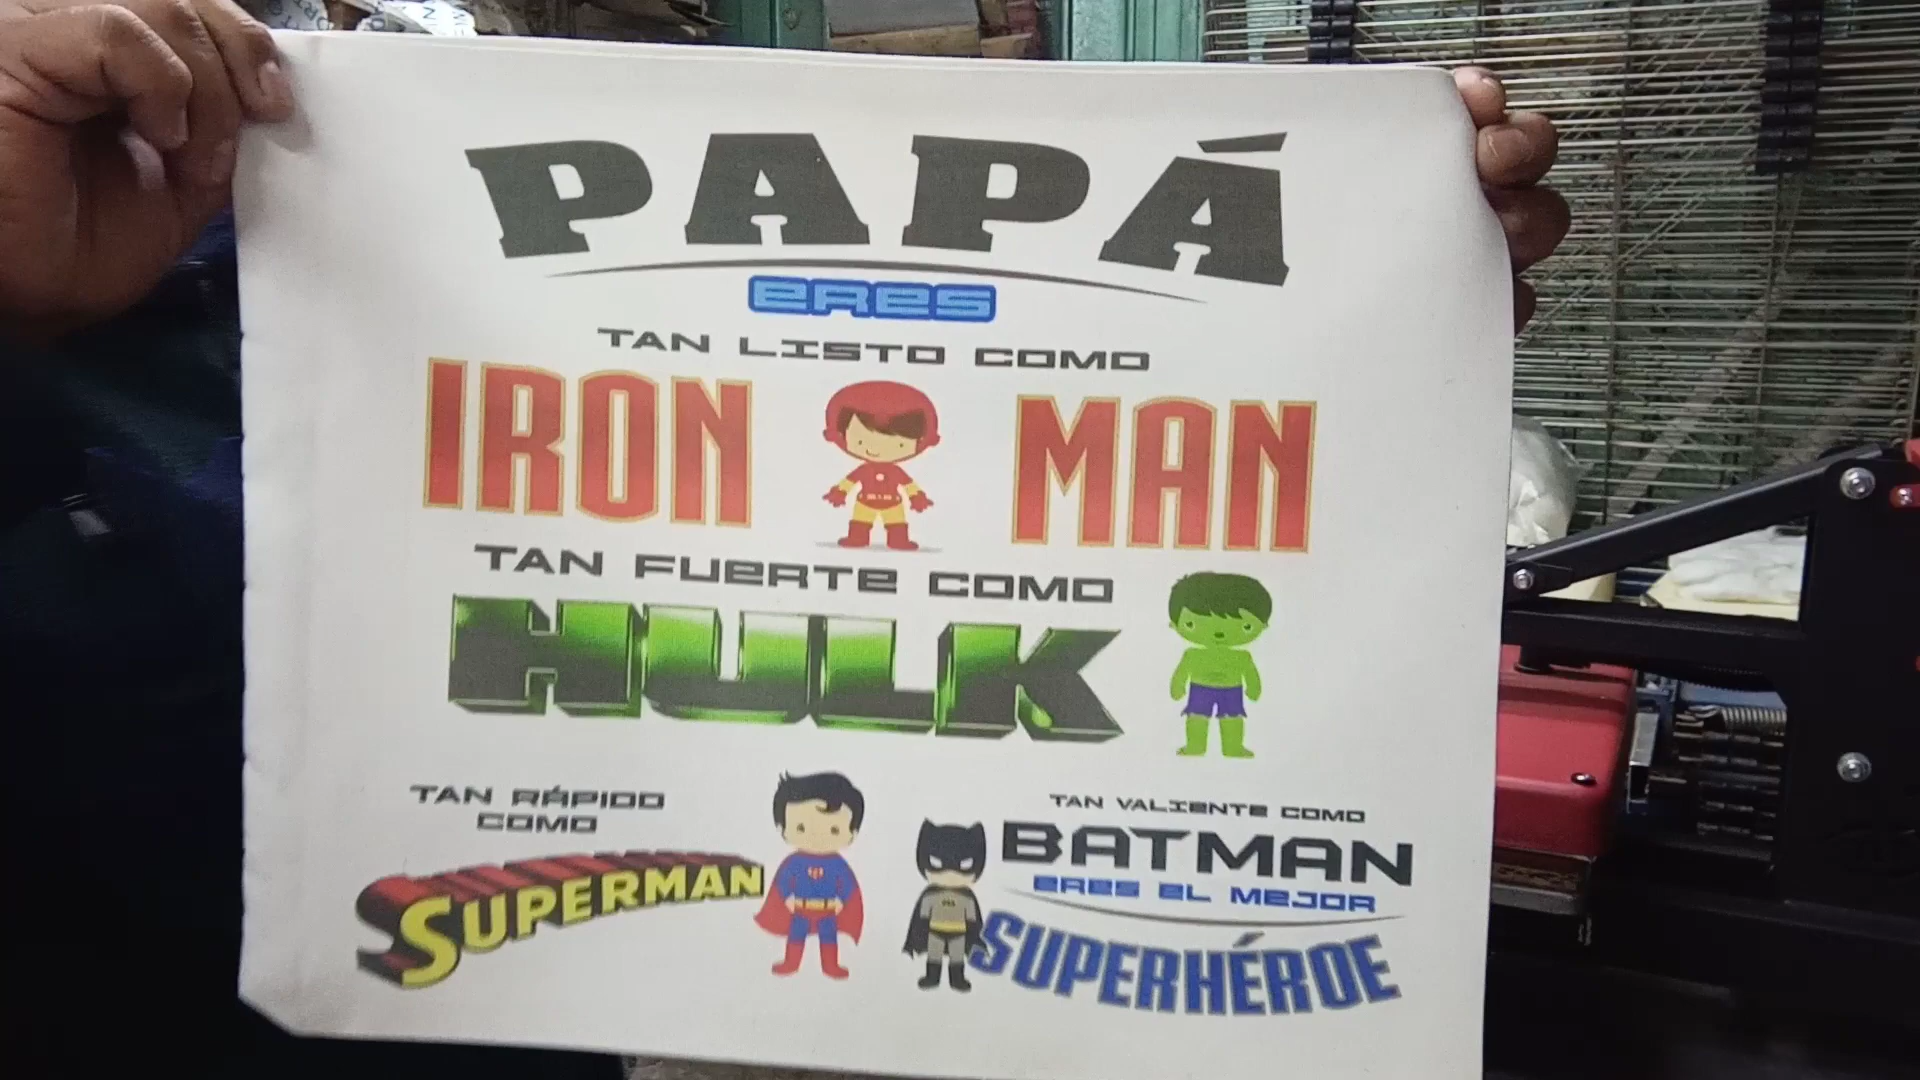 PAPÁ
eres
TAN LISTO COMO
IRON MAN
TAN FUERTE COMO
HULK
TAN RÁPIDO
COMO
SUPERMAN
TAN VALIENTE COMO
BATMAN
ERES EL MEJOR
SUPERHÉROE